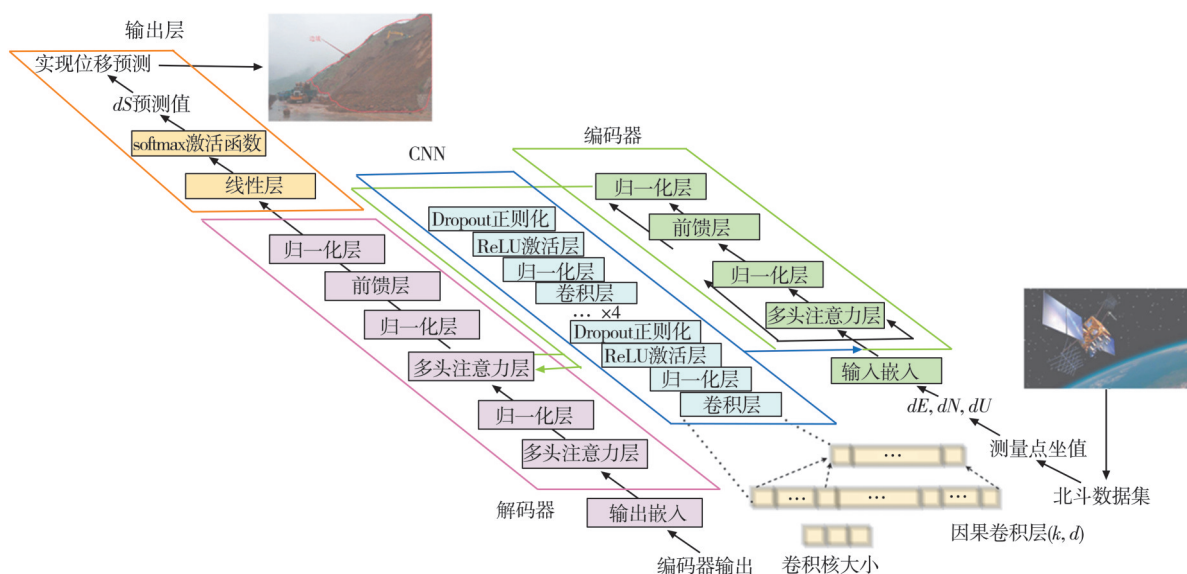 输出层
实现位移预测
dS预测值
softmax激活函数
线性层
归一化层
前馈层
归一化层
多头注意力层
归一化层
多头注意力层
解码器
输出嵌入
编码器输出
CNN
Dropout正则化
ReLU激活层
归一化层
卷积层
… ×4
Dropout正则化
ReLU激活层
归一化层
卷积层
编码器
归一化层
前馈层
归一化层
多头注意力层
输入嵌入
dE, dN, dU
测量点坐值
北斗数据集
…
… … …
因果卷积层(k, d)
卷积核大小